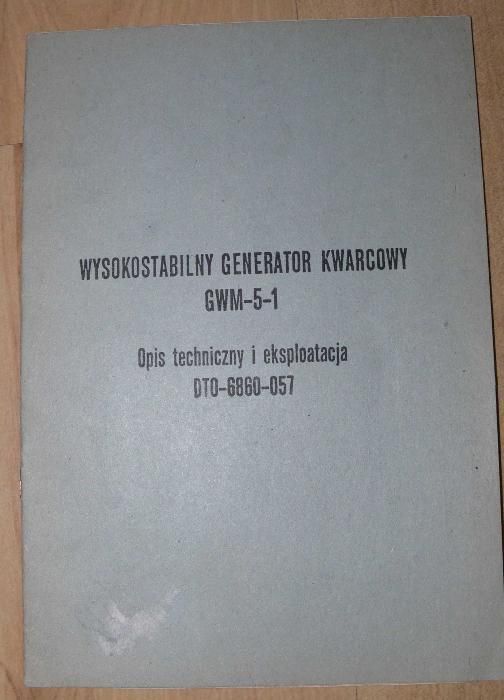 WYSOKOSTABILNY GENERATOR KWARCOWY
GWM-5-1
Opis techniczny i eksploatacja
DTO-6860-057